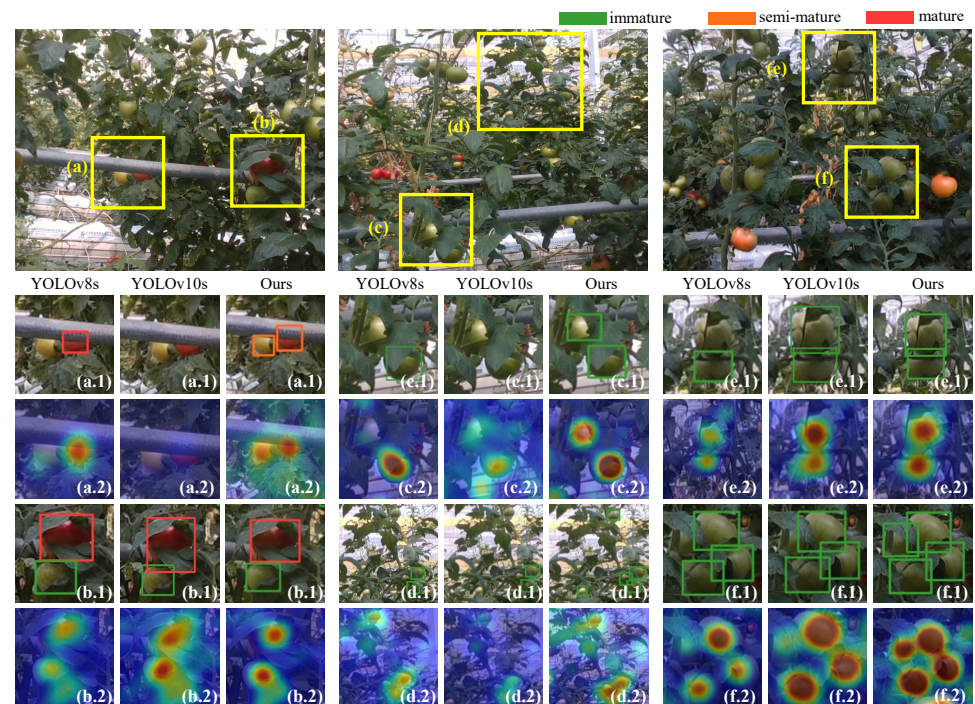 immature semi-mature mature
(a) (b) (d) (c) (e) (f)
YOLOv8s YOLOv10s Ours YOLOv8s YOLOv10s Ours YOLOv8s YOLOv10s Ours
(a.1) (a.1) (a.1) (c.1) (c.1) (c.1) (e.1) (e.1) (e.1)
(a.2) (a.2) (a.2) (c.2) (c.2) (c.2) (e.2) (e.2) (e.2)
(b.1) (b.1) (b.1) (d.1) (d.1) (d.1) (f.1) (f.1) (f.1)
(b.2) (b.2) (b.2) (d.2) (d.2) (d.2) (f.2) (f.2) (f.2)